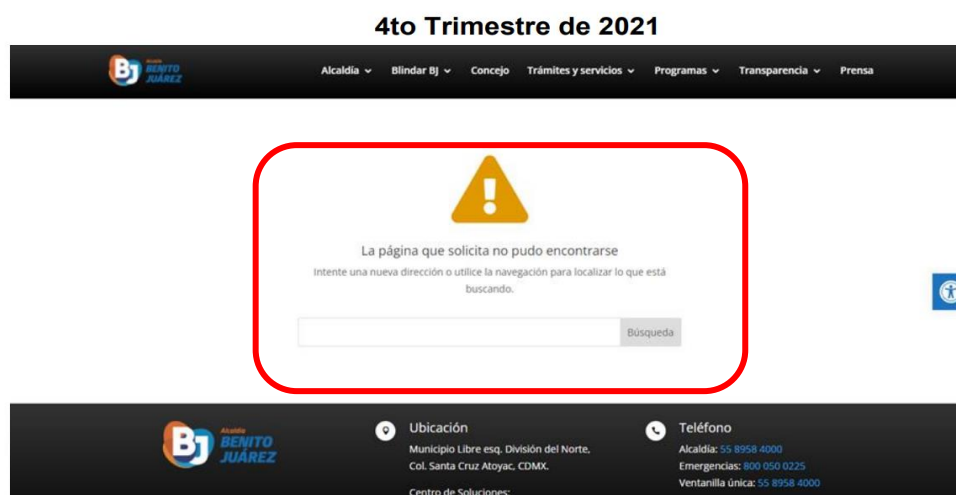 4to Trimestre de 2021
Alcaldía
BENITO
JUÁREZ
Alcaldía Blindar BJ Concejo Trámites y servicios Programas Transparencia Prensa
La página que solicita no pudo encontrarse
Intente una nueva dirección o utilice la navegación para localizar lo que está
buscando.
Búsqueda
Alcaldía
BENITO
JUÁREZ
Ubicación
Municipio Libre esq. División del Norte,
Col. Santa Cruz Atoyac, CDMX.
Centro de Soluciones:
Teléfono
Alcaldía: 55 8958 4000
Emergencias: 800 050 0225
Ventanilla única: 55 8958 4000